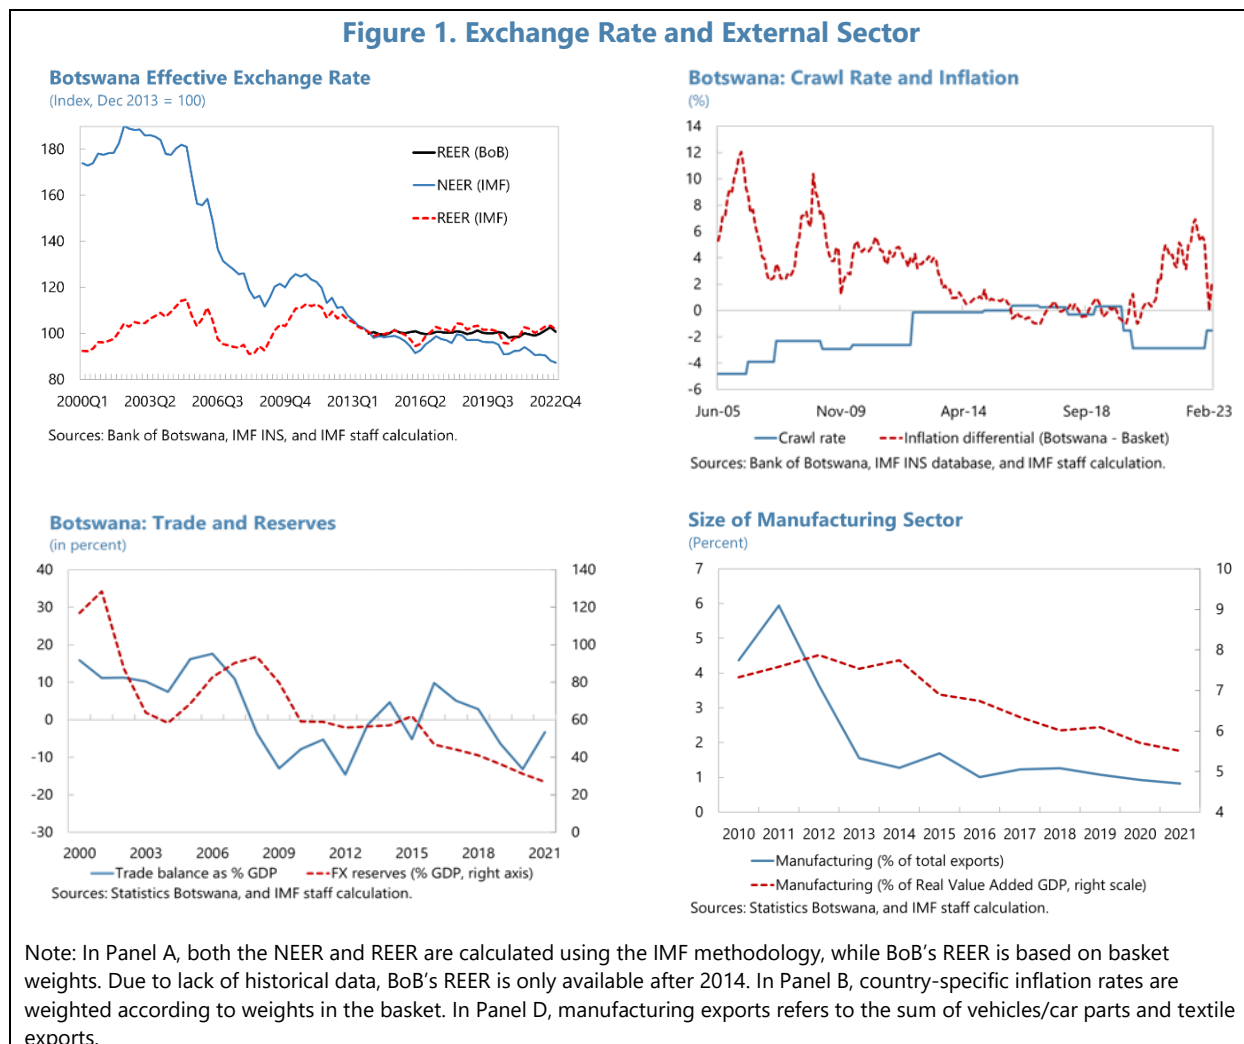 Figure 1. Exchange Rate and External Sector
Botswana Effective Exchange Rate
(Index, Dec 2013 = 100)
180
160
140
120
100
80
REER (BoB)
NEER (IMF)
REER (IMF)
2000Q1 2003Q2 2006Q3 2009Q4 2013Q1 2016Q2 2019Q3 2022Q4
Sources: Bank of Botswana, IMF INS, and IMF staff calculation.
Botswana: Crawl Rate and Inflation
(%)
14
12
10
8
6
4
2
0
-2
-4
-6
Jun-05 Nov-09 Apr-14 Sep-18 Feb-23
Crawl rate Inflation differential (Botswana - Basket)
Sources: Bank of Botswana, IMF INS database, and IMF staff calculation.
Botswana: Trade and Reserves
(in percent)
40 140
30 120
20 100
10 80
0 60
-10 40
-20 20
-30 0
2000 2003 2006 2009 2012 2015 2018 2021
Trade balance as % GDP FX reserves (% GDP, right axis)
Sources: Statistics Botswana, and IMF staff calculation.
Size of Manufacturing Sector
(Percent)
7
6
5
4
3
2
1
0
10
9
8
7
6
5
4
2010 2011 2012 2013 2014 2015 2016 2017 2018 2019 2020 2021
Manufacturing (% of total exports)
Manufacturing (% of Real Value Added GDP, right scale)
Sources: Statistics Botswana, and IMF staff calculation.
Note: In Panel A, both the NEER and REER are calculated using the IMF methodology, while BoB’s REER is based on basket
weights. Due to lack of historical data, BoB’s REER is only available after 2014. In Panel B, country-specific inflation rates are
weighted according to weights in the basket. In Panel D, manufacturing exports refers to the sum of vehicles/car parts and textile
exports.